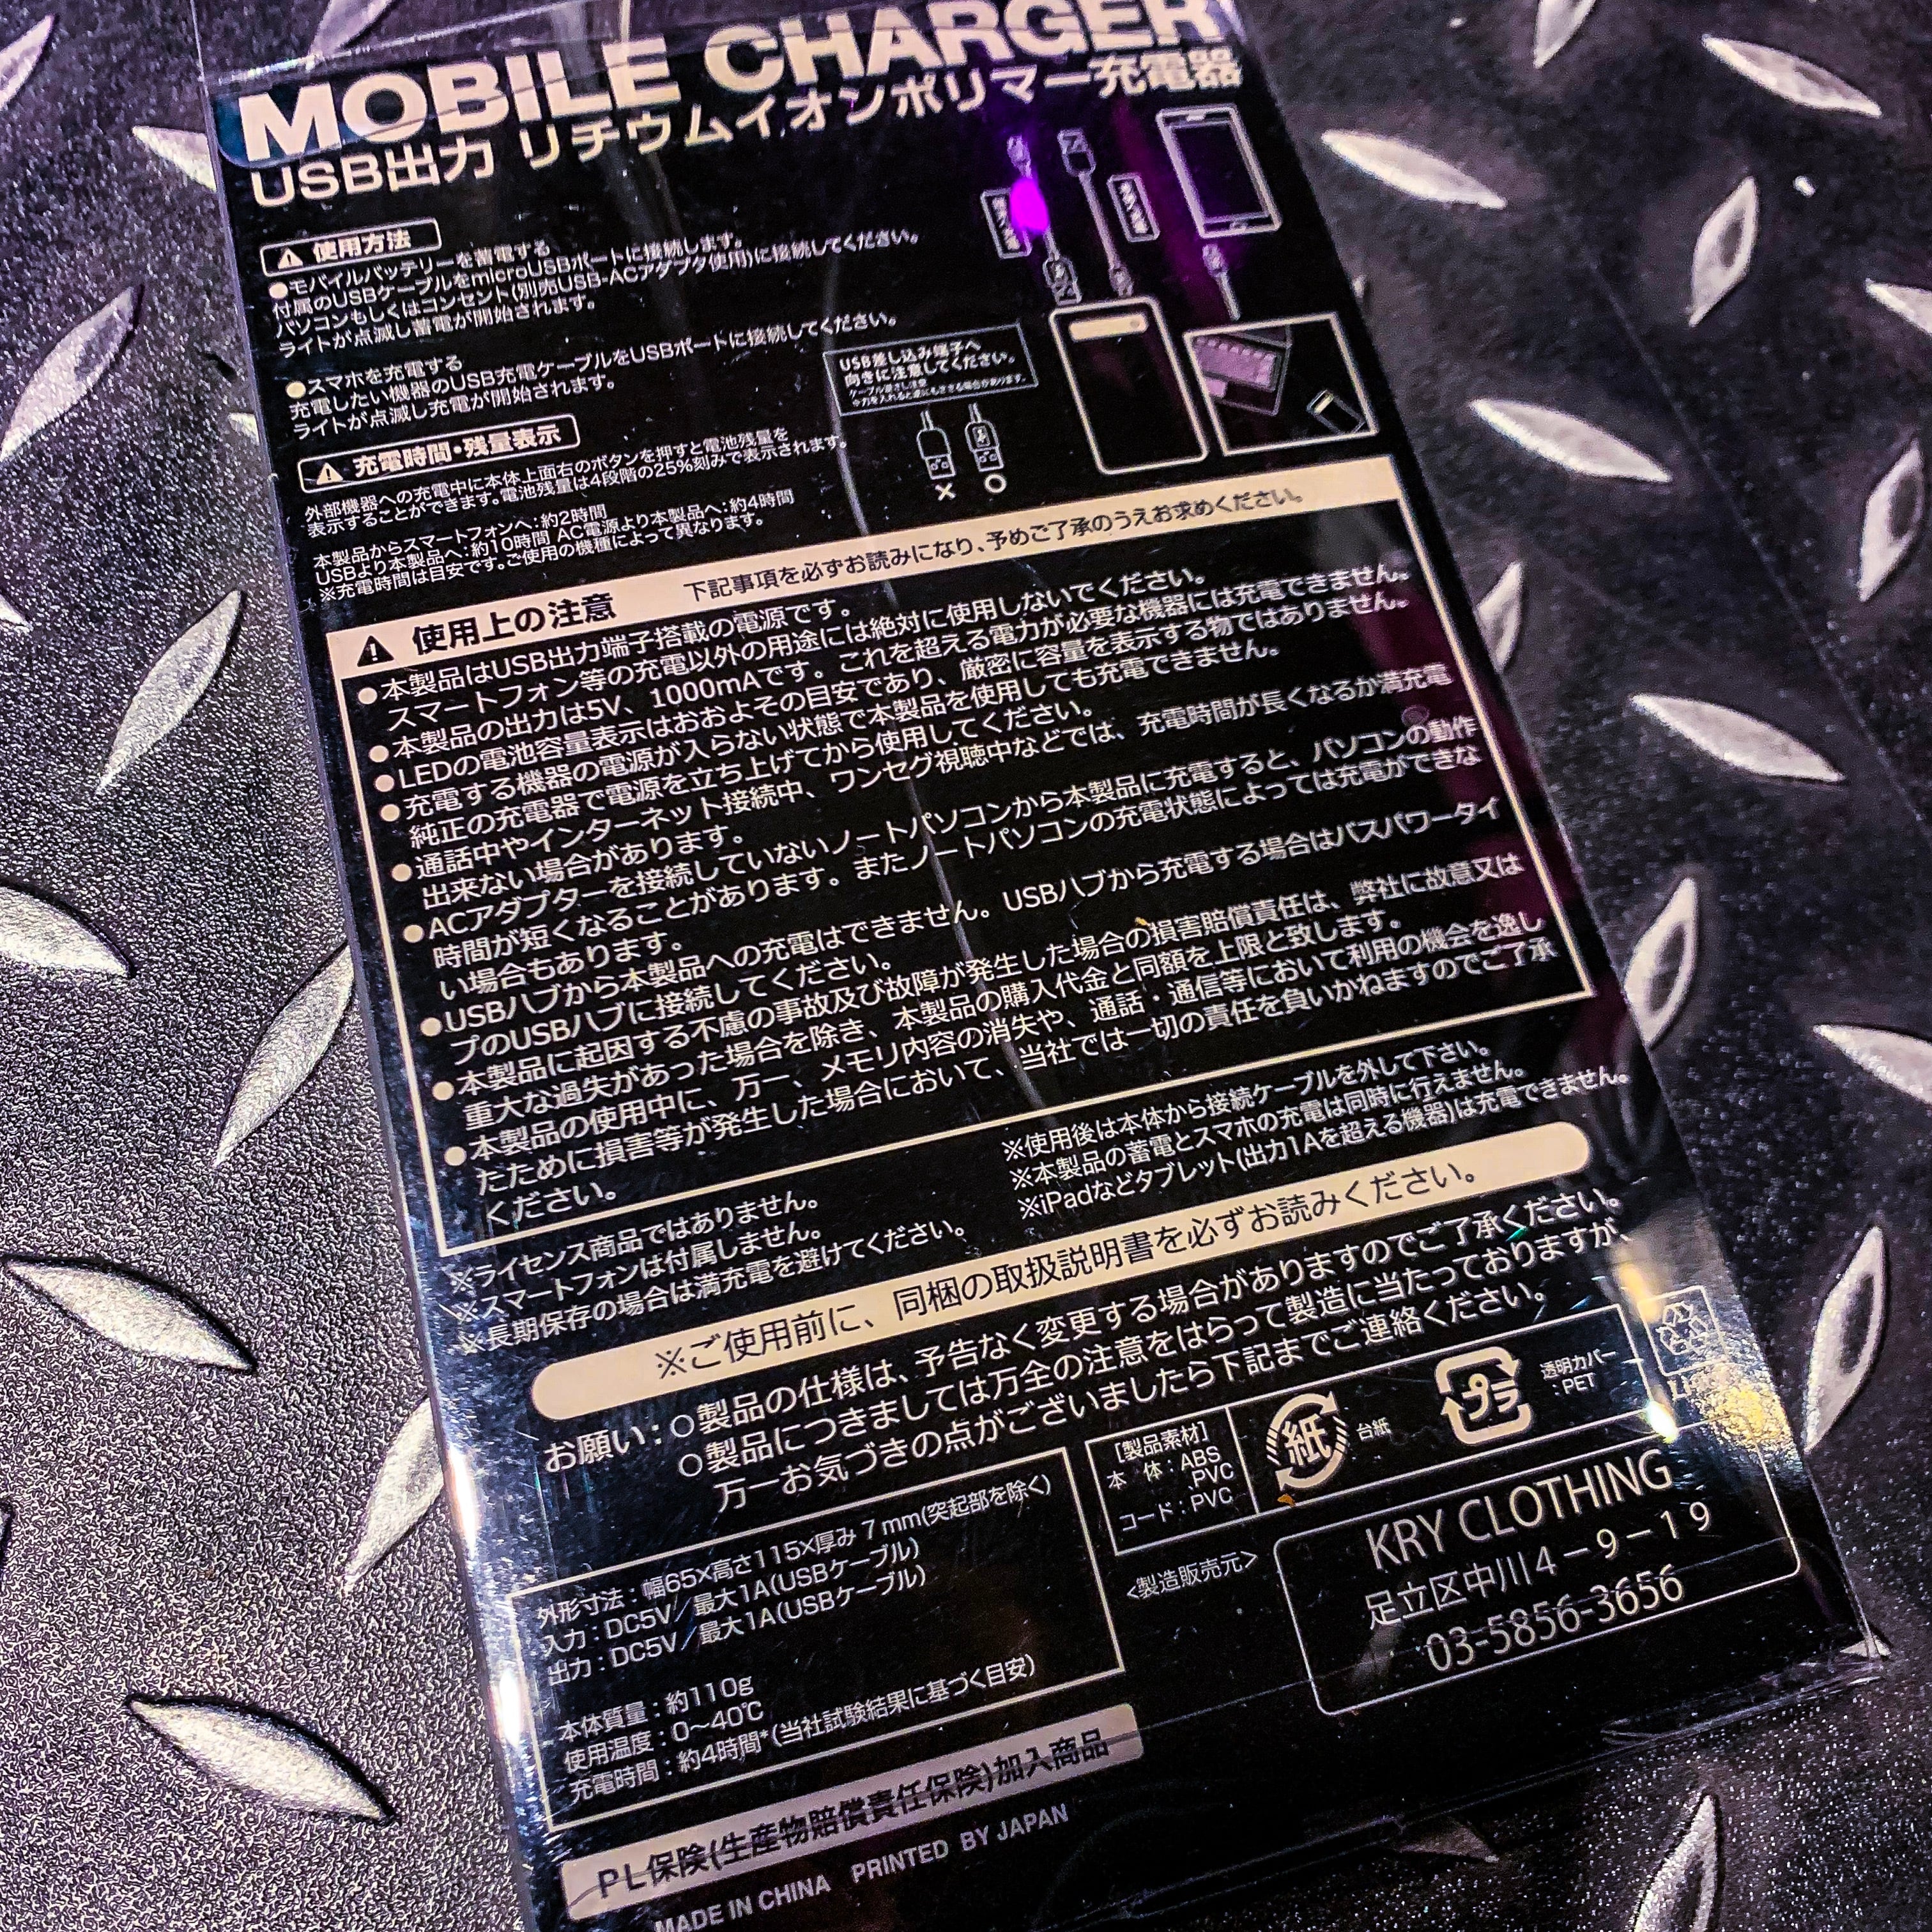 MOBILE CHARGER
USB出力 リチウムイオンポリマー充電器
使用方法
●モバイルバッテリーを蓄電する
付属のUSBケーブルをmicroUSBポートに接続します。
パソコンもしくはコンセント(別売USB-ACアダプタ使用)に接続してください。
ライトが点滅し蓄電が開始されます。
●スマホを充電する
充電したい機器のUSB充電ケーブルをUSBポートに接続してください。
ライトが点滅し充電が開始されます。
USB差し込み端子へ
向きに注意してください。
ケーブル逆さし注意
※力を入れると逆にもささる場合があります。
× ○
充電時間・残量表示
外部機器への充電中に本体上面右のボタンを押すと電池残量を
表示することができます。電池残量は4段階の25%刻みで表示されます。
本製品からスマートフォンへ:約2時間
USBより本製品へ:約10時間 AC電源より本製品へ:約4時間
※充電時間は目安です。ご使用の機種によって異なります。
使用上の注意 下記事項を必ずお読みになり、予めご了承のうえお求めください。
●本製品はUSB出力端子搭載の電源です。
スマートフォン等の充電以外の用途には絶対に使用しないでください。
●本製品の出力は5V、1000mAです。これを超える電力が必要な機器には充電できません。
●LEDの電池容量表示はおおよその目安であり、厳密に容量を表示する物ではありません。
●充電する機器の電源が入らない状態で本製品を使用しても充電できません。
純正の充電器で電源を立ち上げてから使用してください。
●通話中やインターネット接続中、ワンセグ視聴中などでは、充電時間が長くなるか満充電
出来ない場合があります。
●ACアダプターを接続していないノートパソコンから本製品に充電すると、パソコンの動作
時間が短くなることがあります。またノートパソコンの充電状態によっては充電ができな
い場合もあります。
●USBハブから本製品への充電はできません。USBハブから充電する場合はバスパワータイ
プのUSBハブに接続してください。
●本製品に起因する不慮の事故及び故障が発生した場合の損害賠償責任は、弊社に故意又は
重大な過失があった場合を除き、本製品の購入代金と同額を上限と致します。
●本製品の使用中に、万一、メモリ内容の消失や、通話・通信等において利用の機会を逸し
たために損害等が発生した場合において、当社では一切の責任を負いかねますのでご了承
ください。
※ライセンス商品ではありません。
※スマートフォンは付属しません。
※長期保存の場合は満充電を避けてください。
※使用後は本体から接続ケーブルを外して下さい。
※本製品の蓄電とスマホの充電は同時に行えません。
※iPadなどタブレット(出力1Aを超える機器)は充電できません。
※ご使用前に、同梱の取扱説明書を必ずお読みください。
お願い:○製品の仕様は、予告なく変更する場合がありますのでご了承ください。
○製品につきましては万全の注意をはらって製造に当たっておりますが、
万一お気づきの点がございましたら下記までご連絡ください。
外形寸法:幅65×高さ115×厚み7mm(突起部を除く)
入力:DC5V/最大1A(USBケーブル)
出力:DC5V/最大1A(USBケーブル)
本体質量:約110g
使用温度:0~40℃
充電時間:約4時間*(当社試験結果に基づく目安)
[製品素材]
本 体:ABS
PVC
コード:PVC
紙 台紙
プラ 透明カバー
:PET
<製造販売元>
KRY CLOTHING
足立区中川4-9-19
03-5856-3656
PL保険(生産物賠償責任保険)加入商品
MADE IN CHINA PRINTED BY JAPAN